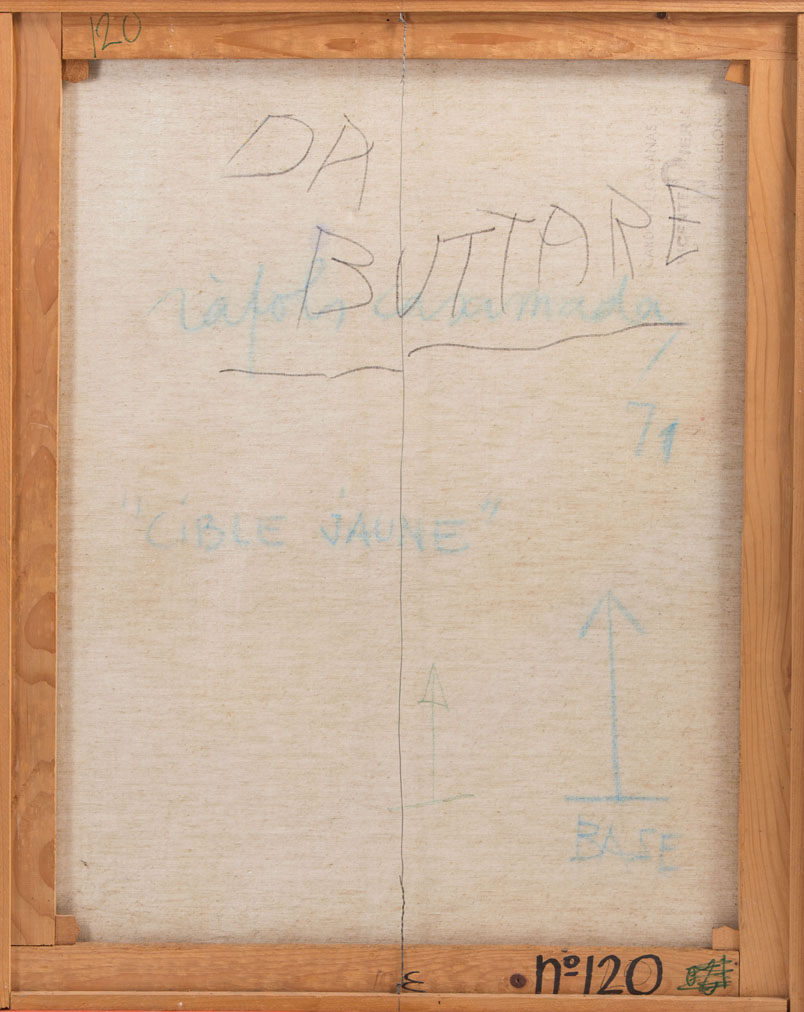 120
DA
BUTTARE
ràfols casamada
/
71
"CIBLE JAUNE"
BASE
nº120